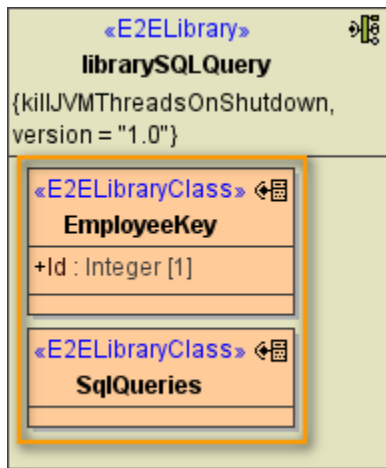 «E2ELibrary»
librarySQLQuery
{killJVMThreadsOnShutdown,
version = "1.0"}
«E2ELibraryClass»
EmployeeKey
+Id : Integer [1]
«E2ELibraryClass»
SqlQueries